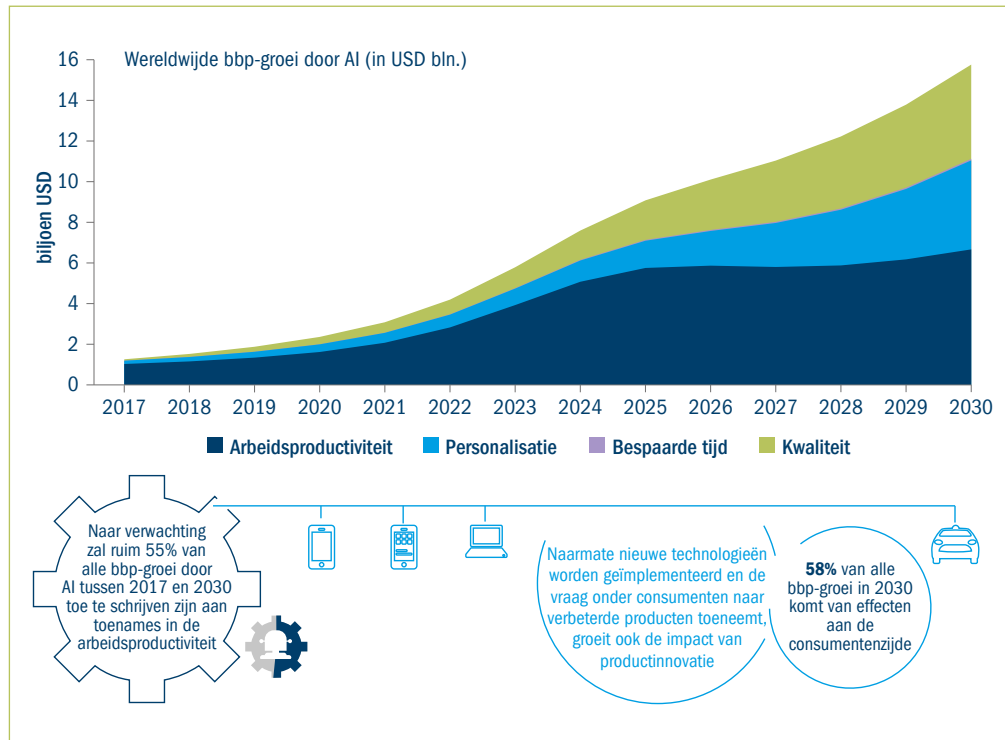 Wereldwijde bbp-groei door AI (in USD bln.)
biljoen USD
16
14
12
10
8
6
4
2
0
2017 2018 2019 2020 2021 2022 2023 2024 2025 2026 2027 2028 2029 2030
Arbeidsproductiviteit Personalisatie Bespaarde tijd Kwaliteit
Naar verwachting
zal ruim 55% van
alle bbp-groei door
AI tussen 2017 en 2030
toe te schrijven zijn aan
toenames in de
arbeidsproductiviteit
Naarmate nieuwe technologieën
worden geïmplementeerd en de
vraag onder consumenten naar
verbeterde producten toeneemt,
groeit ook de impact van
productinnovatie
58% van alle
bbp-groei in 2030
komt van effecten
aan de
consumentenzijde